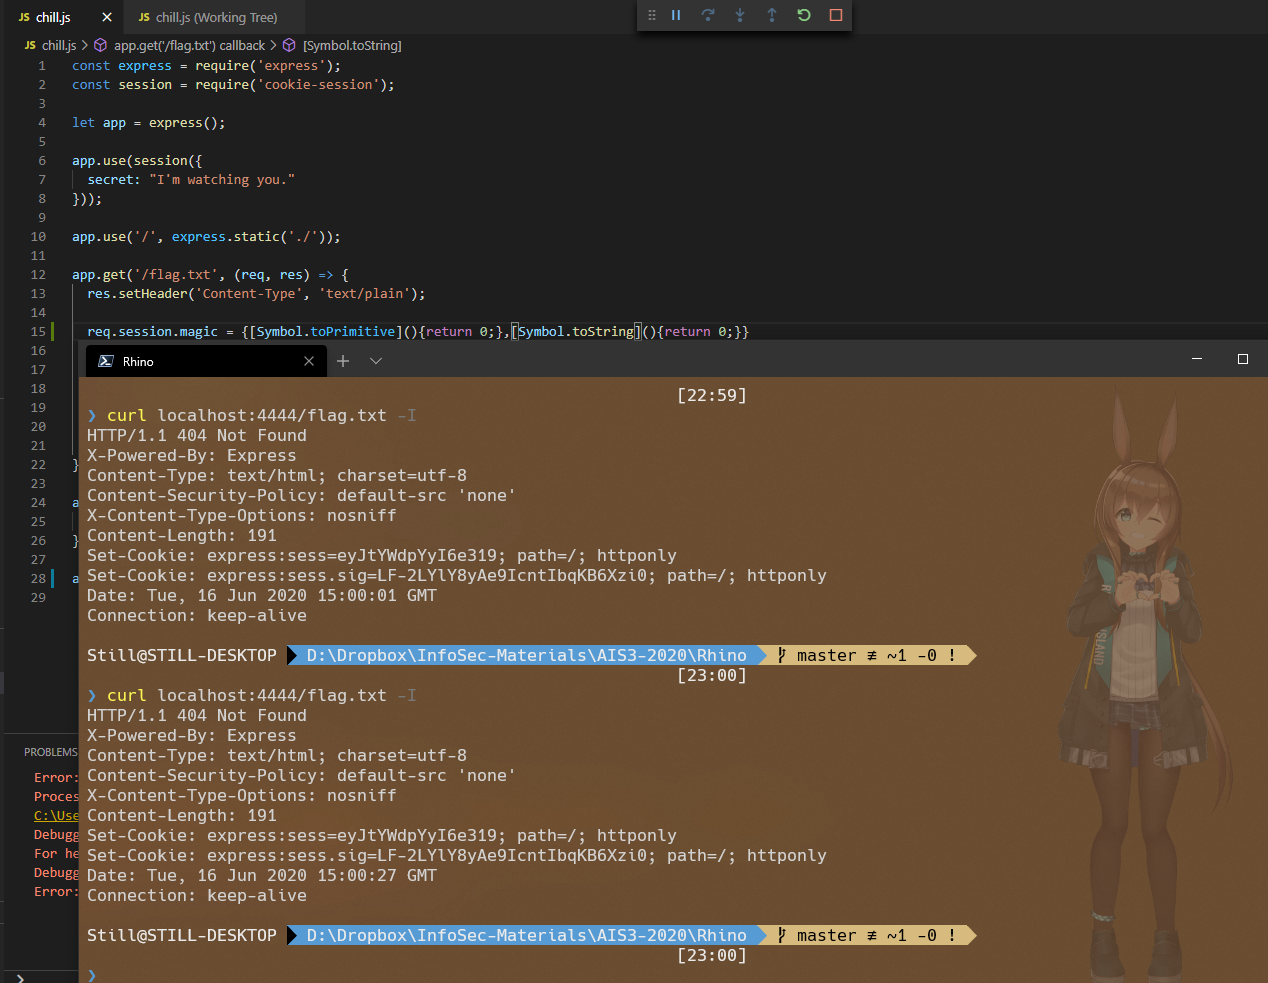 JS chill.js × JS chill.js (Working Tree)
JS chill.js > app.get('/flag.txt') callback > [Symbol.toString]
1 const express = require('express');
2 const session = require('cookie-session');
3
4 let app = express();
5
6 app.use(session({
7 secret: "I'm watching you."
8 }));
9
10 app.use('/', express.static('./'));
11
12 app.get('/flag.txt', (req, res) => {
13 res.setHeader('Content-Type', 'text/plain');
14
15 req.session.magic = {[Symbol.toPrimitive](){return 0;},[Symbol.toString](){return 0;}}
16
17
18
19
20
21
22 }
23
24 a
25
26 }
27
28 a
29
Rhino × +
[22:59]
❯ curl localhost:4444/flag.txt -I
HTTP/1.1 404 Not Found
X-Powered-By: Express
Content-Type: text/html; charset=utf-8
Content-Security-Policy: default-src 'none'
X-Content-Type-Options: nosniff
Content-Length: 191
Set-Cookie: express:sess=eyJtYWdpYyI6e319; path=/; httponly
Set-Cookie: express:sess.sig=LF-2LYlY8yAe9IcntIbqKB6Xzi0; path=/; httponly
Date: Tue, 16 Jun 2020 15:00:01 GMT
Connection: keep-alive
Still@STILL-DESKTOP D:\Dropbox\InfoSec-Materials\AIS3-2020\Rhino master ≢ ~1 -0 !
[23:00]
❯ curl localhost:4444/flag.txt -I
HTTP/1.1 404 Not Found
X-Powered-By: Express
Content-Type: text/html; charset=utf-8
Content-Security-Policy: default-src 'none'
X-Content-Type-Options: nosniff
Content-Length: 191
Set-Cookie: express:sess=eyJtYWdpYyI6e319; path=/; httponly
Set-Cookie: express:sess.sig=LF-2LYlY8yAe9IcntIbqKB6Xzi0; path=/; httponly
Date: Tue, 16 Jun 2020 15:00:27 GMT
Connection: keep-alive
Still@STILL-DESKTOP D:\Dropbox\InfoSec-Materials\AIS3-2020\Rhino master ≢ ~1 -0 !
[23:00]
❯
PROBLEMS
Error:
Proces
C:\Use
Debugg
For he
Debugg
Error:
>